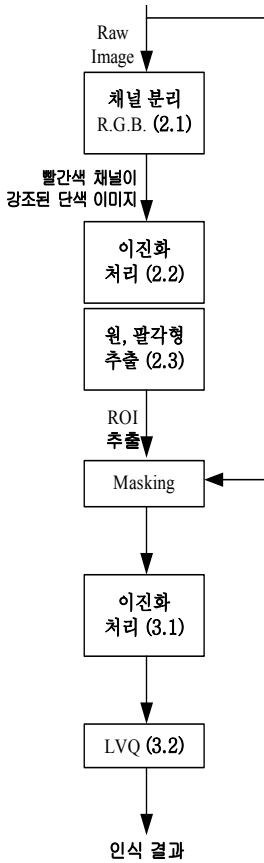 Raw
Image
채널 분리
R.G.B. (2.1)
빨간색 채널이
강조된 단색 이미지
이진화
처리 (2.2)
원, 팔각형
추출 (2.3)
ROI
추출
Masking
이진화
처리 (3.1)
LVQ (3.2)
인식 결과